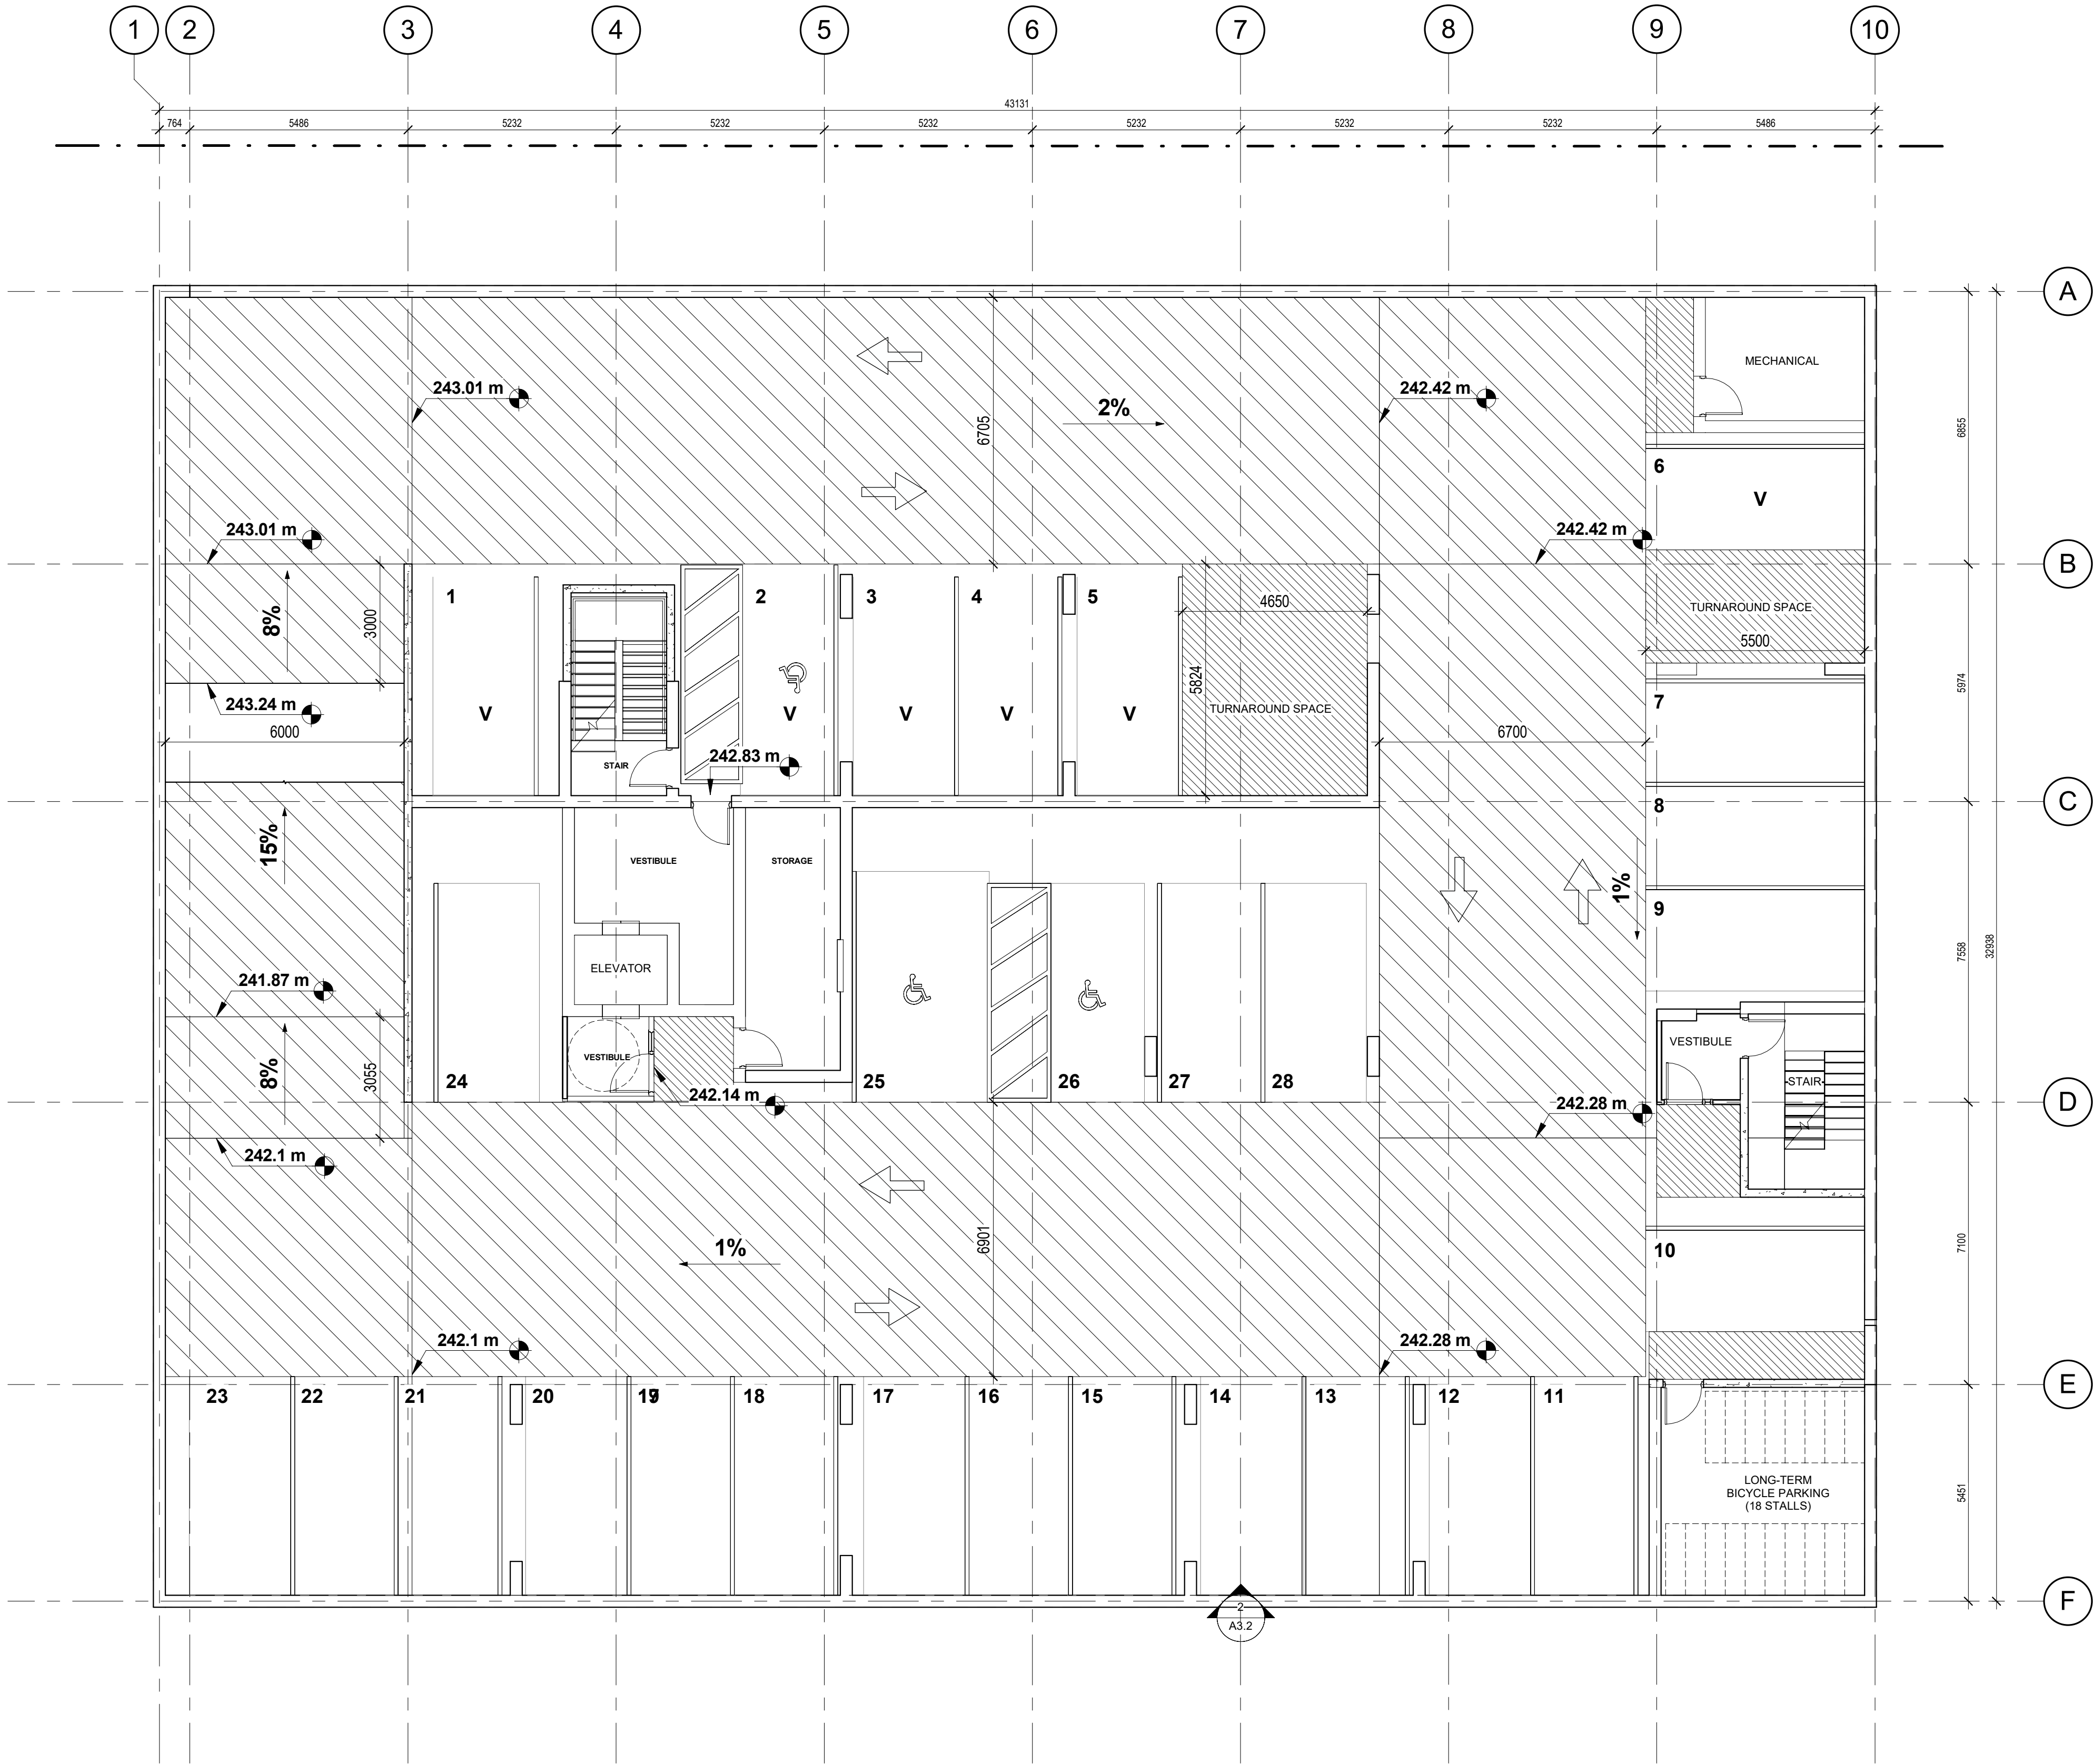 1 2 3 4 5 6 7 8 9 10
43131
764 5486 5232 5232 5232 5232 5232 5232 5486
A
MECHANICAL
243.01 m 242.42 m
2%
6705
6855
6
V
243.01 m 242.42 m
B
8%
3000
1 2 3 4 5
4650
TURNAROUND SPACE
5500
5824
5974
243.24 m
6000
V V V V V
TURNAROUND SPACE
7
6700
STAIR
242.83 m
C
8
15%
VESTIBULE STORAGE
1%
9
ELEVATOR
241.87 m
7558
32938
8%
3055
VESTIBULE
VESTIBULE
STAIR
24 25 26 27 28
242.14 m
242.28 m
D
242.1 m
6901
1%
10
7100
242.1 m 242.28 m
E
23 22 21 20 19 18 17 16 15 14 13 12 11
LONG-TERM
BICYCLE PARKING
(18 STALLS)
5451
F
2
A3.2